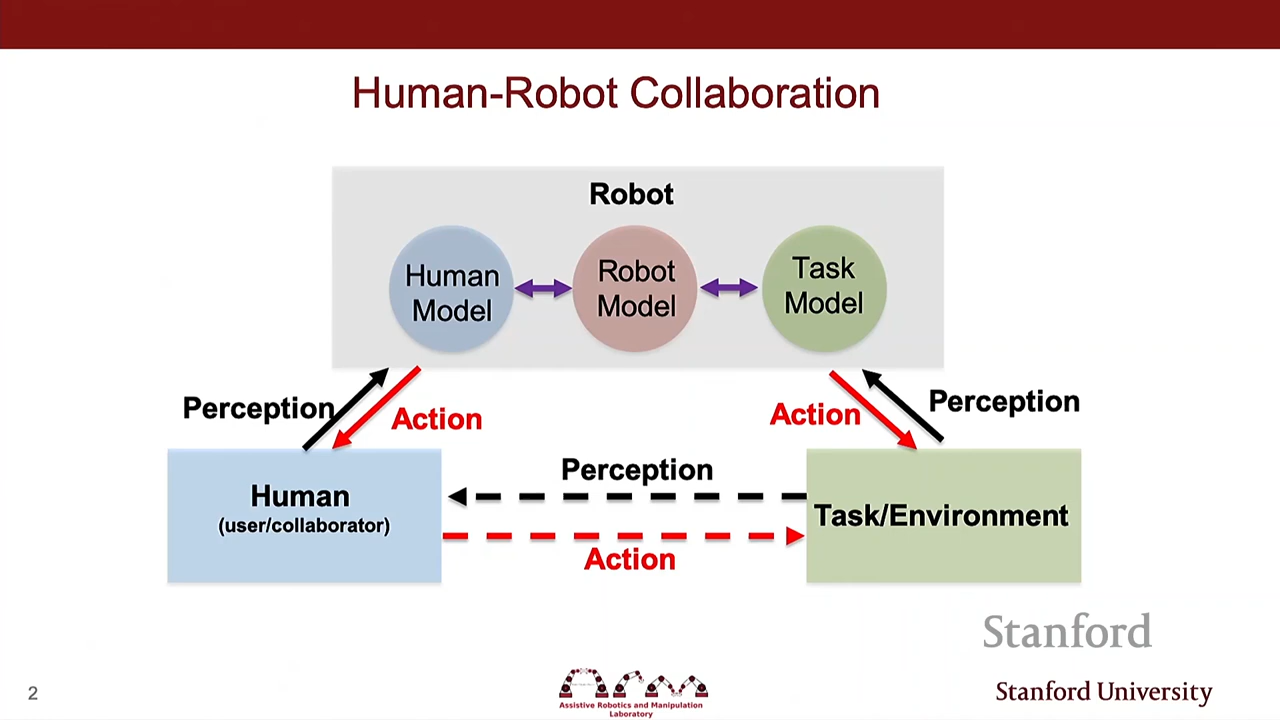 Human-Robot Collaboration
Robot
Human
Model
Robot
Model
Task
Model
Perception
Action
Action
Perception
Human
(user/collaborator)
Perception
Action
Task/Environment
Stanford
2
arm
Assistive Robotics and Manipulation
Laboratory
Stanford University